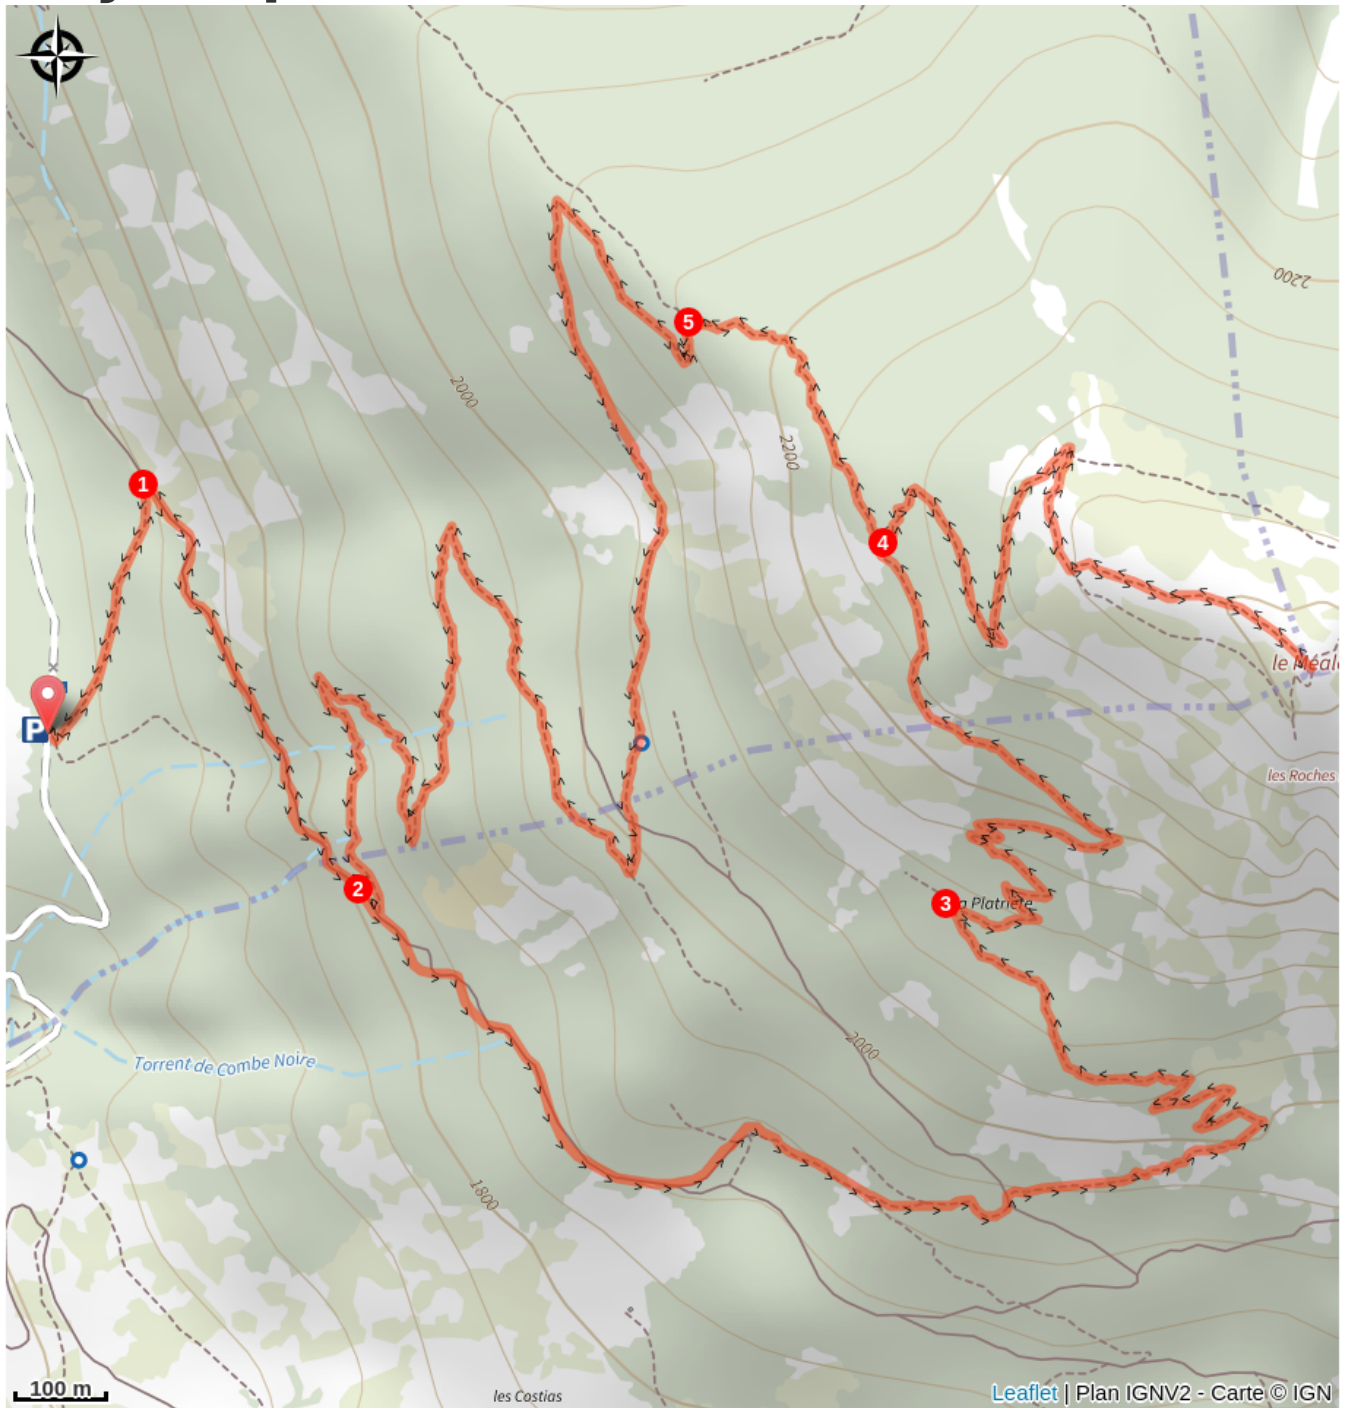 2200
2000
5
2200
1
4
le Méal
P
les Roches
2
3
a Platriere
2000
Torrent de Combe Noire
1800
100 m
les Costias
Leaflet | Plan IGNV2 - Carte © IGN